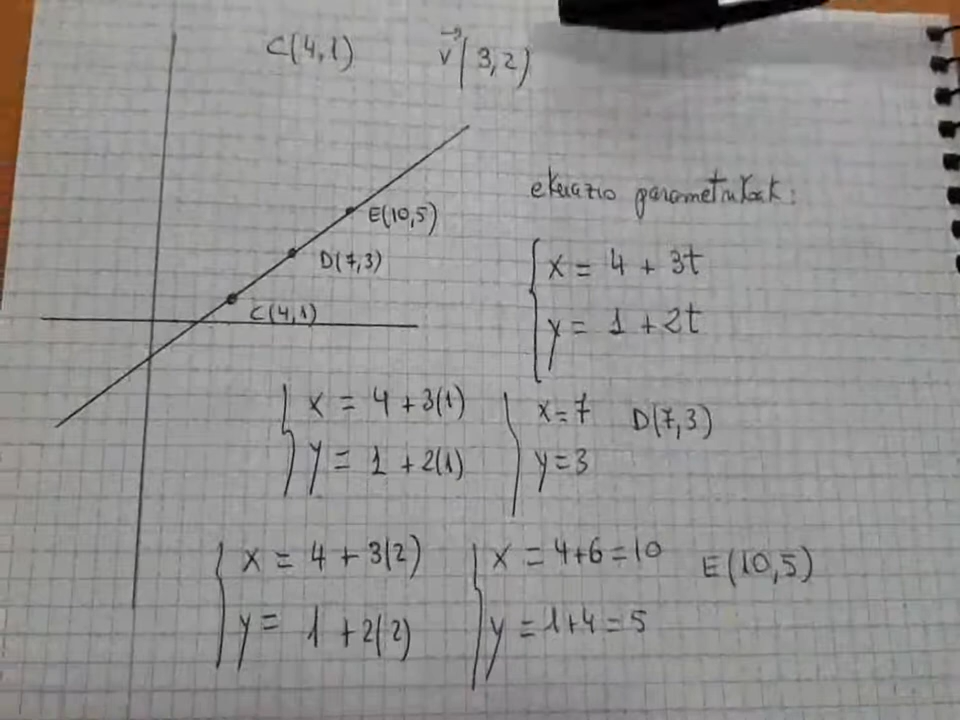 C(4,1) v⃗(3,2)
E(10,5)
D(7,3)
C(4,1)
ekuazio parametrikoak:
x = 4 + 3t
y = 1 + 2t
x = 4 + 3(1) x = 7 D(7,3)
y = 1 + 2(1) y = 3
x = 4 + 3(2) x = 4+6 = 10 E(10,5)
y = 1 + 2(2) y = 1+4 = 5